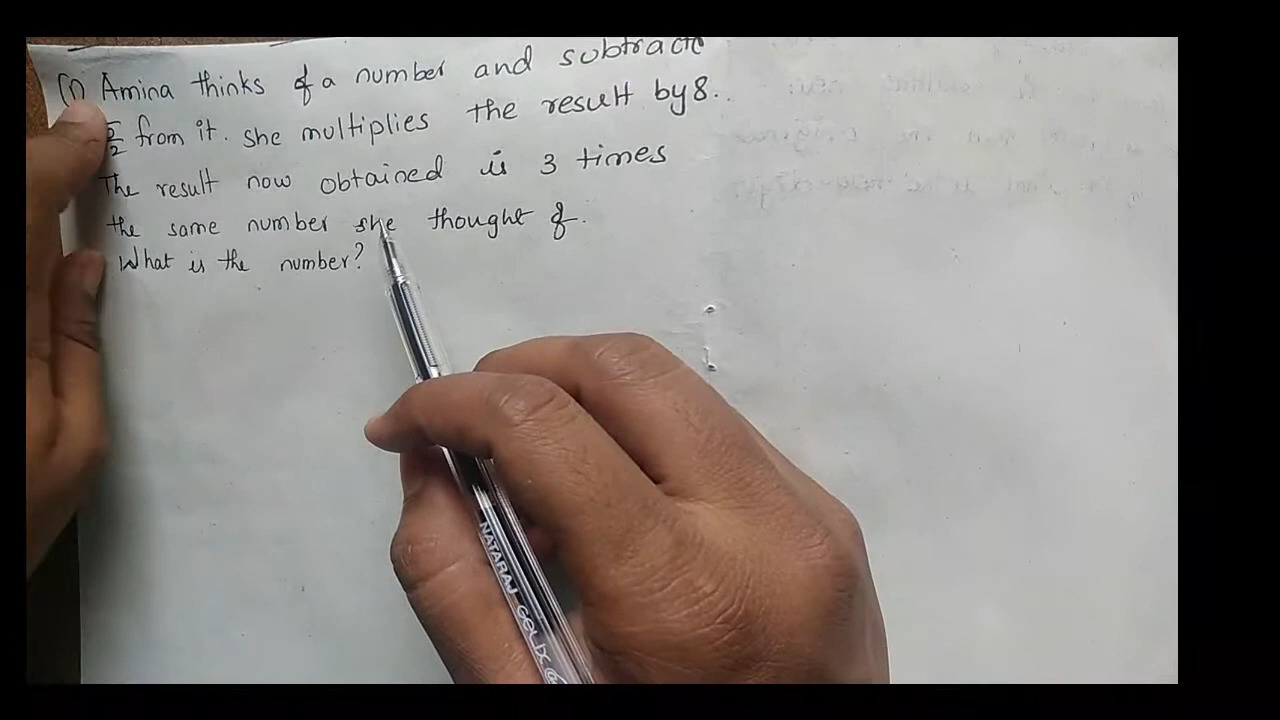 (1) Amina thinks of a number and subtracts
5/2 from it. she multiplies the result by 8.
The result now obtained is 3 times
the same number she thought of.
What is the number?
NATARAJ GELIX